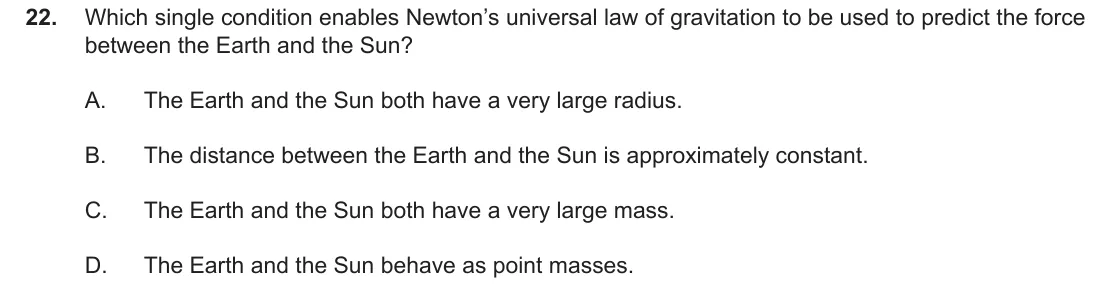 22. Which single condition enables Newton’s universal law of gravitation to be used to predict the force
between the Earth and the Sun?
A. The Earth and the Sun both have a very large radius.
B. The distance between the Earth and the Sun is approximately constant.
C. The Earth and the Sun both have a very large mass.
D. The Earth and the Sun behave as point masses.